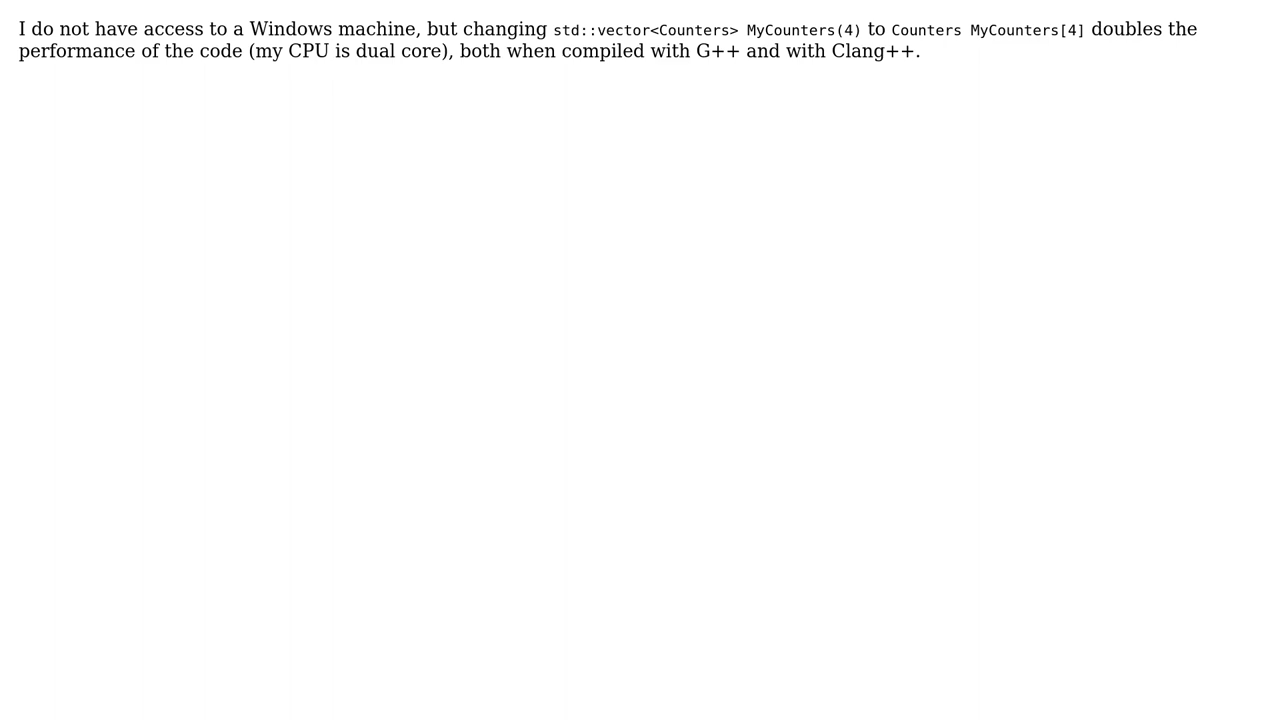 I do not have access to a Windows machine, but changing std::vector<Counters> MyCounters(4) to Counters MyCounters[4] doubles the
performance of the code (my CPU is dual core), both when compiled with G++ and with Clang++.